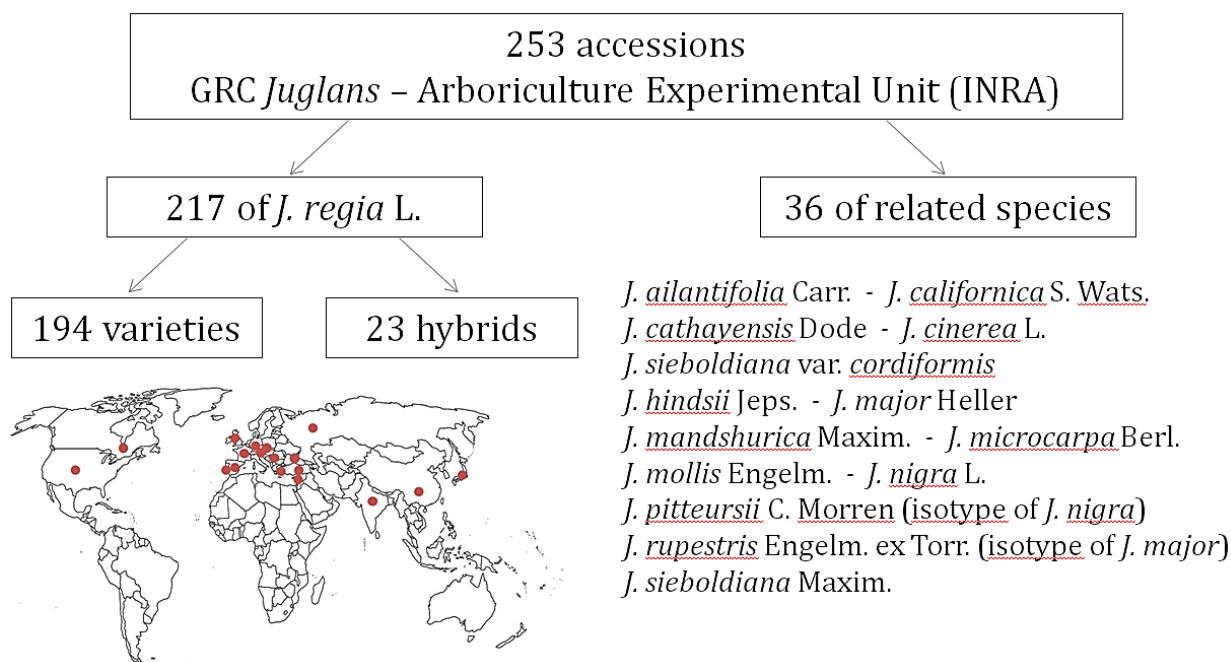 253 accessions
GRC Juglans – Arboriculture Experimental Unit (INRA)
217 of J. regia L.
36 of related species
194 varieties
23 hybrids
J. ailantifolia Carr. - J. californica S. Wats.
J. cathayensis Dode - J. cinerea L.
J. sieboldiana var. cordiformis
J. hindsii Jeps. - J. major Heller
J. mandshurica Maxim. - J. microcarpa Berl.
J. mollis Engelm. - J. nigra L.
J. pitteursii C. Morren (isotype of J. nigra)
J. rupestris Engelm. ex Torr. (isotype of J. major)
J. sieboldiana Maxim.